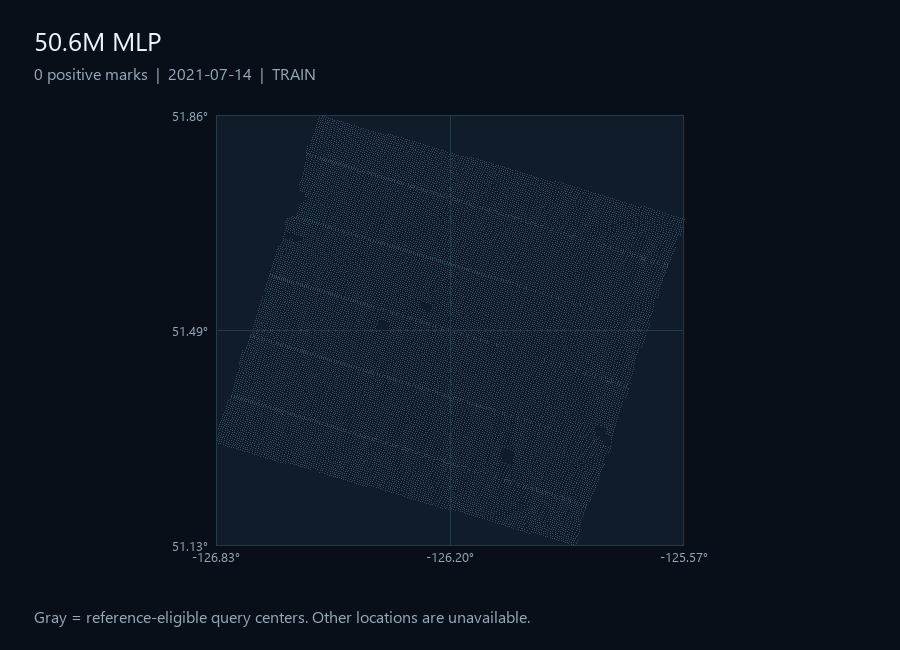 50.6M MLP
0 positive marks | 2021-07-14 | TRAIN
51.86°
51.49°
51.13°
-126.83°
-126.20°
-125.57°
Gray = reference-eligible query centers. Other locations are unavailable.